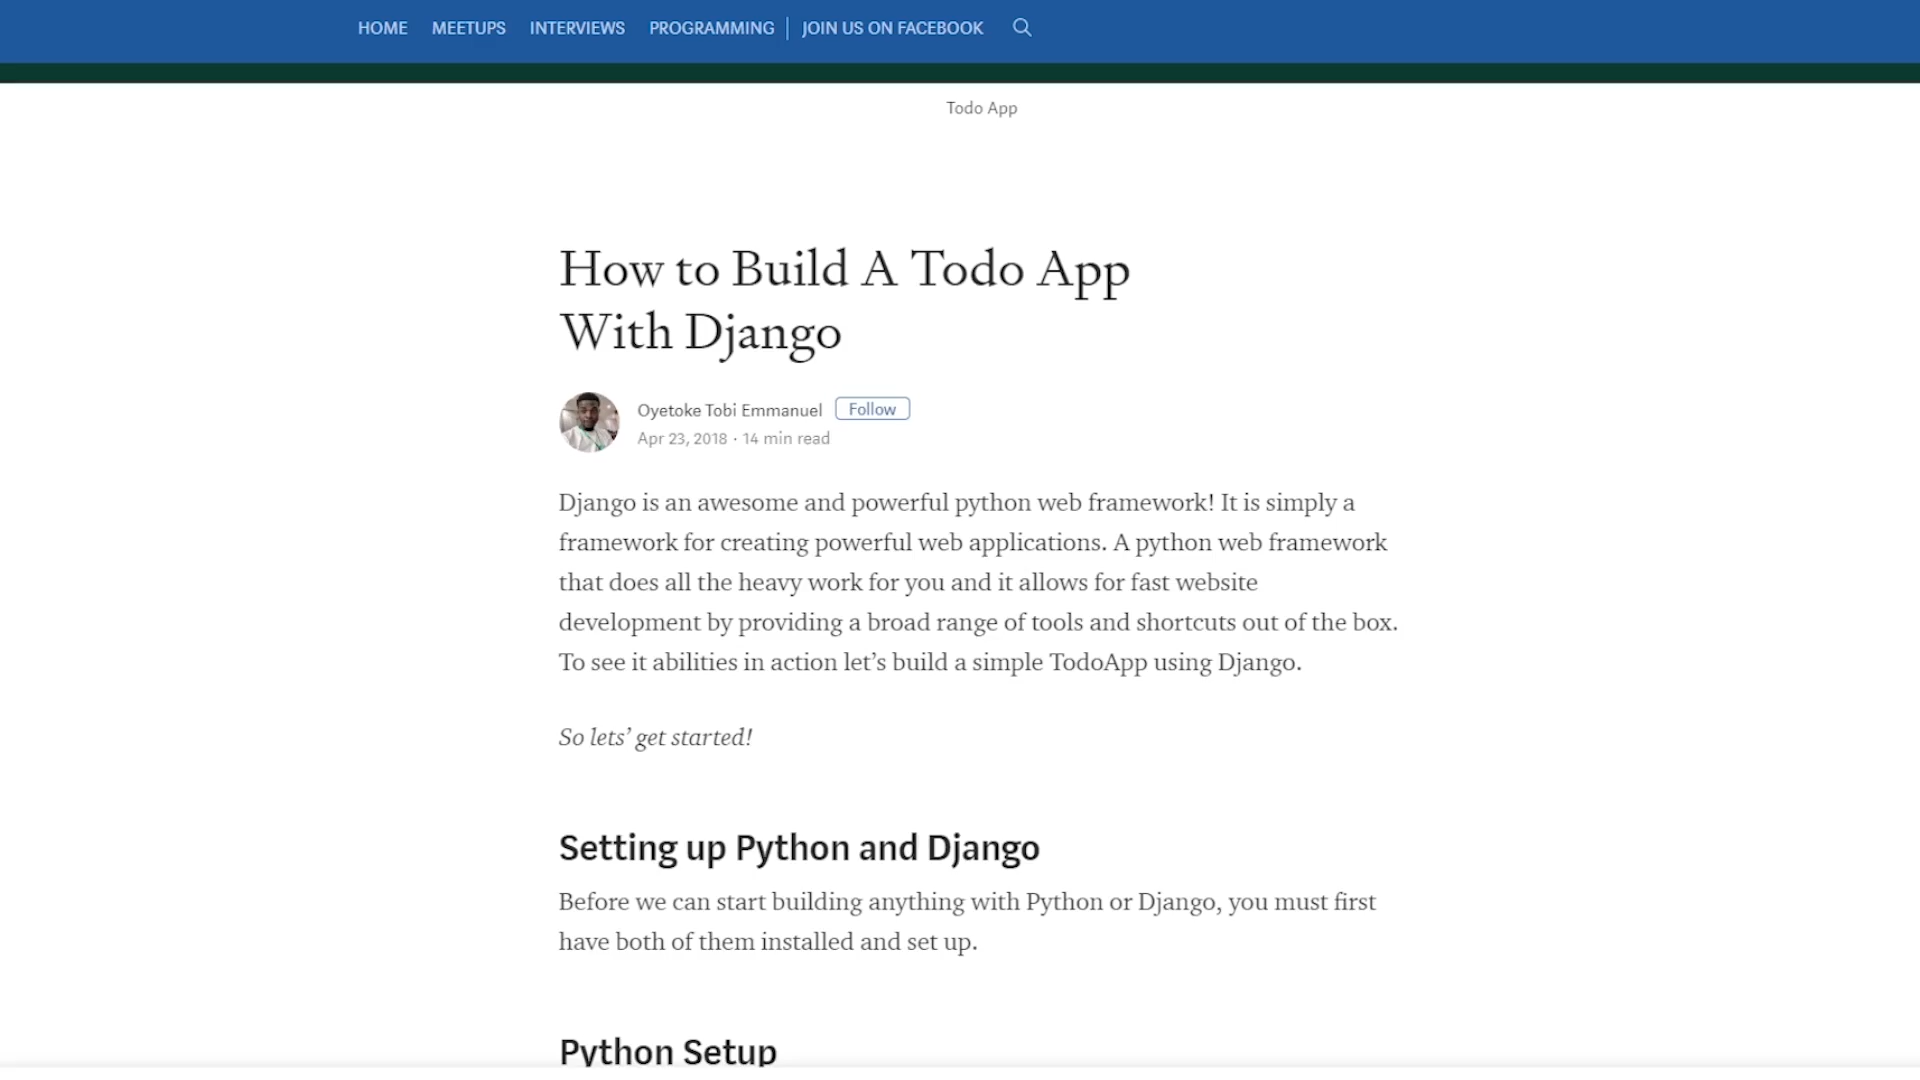 HOME MEETUPS INTERVIEWS PROGRAMMING JOIN US ON FACEBOOK
Todo App
How to Build A Todo App
With Django
Oyetoke Tobi Emmanuel Follow
Apr 23, 2018 · 14 min read
Django is an awesome and powerful python web framework! It is simply a
framework for creating powerful web applications. A python web framework
that does all the heavy work for you and it allows for fast website
development by providing a broad range of tools and shortcuts out of the box.
To see it abilities in action let’s build a simple TodoApp using Django.
So lets’ get started!
Setting up Python and Django
Before we can start building anything with Python or Django, you must first
have both of them installed and set up.
Python Setup